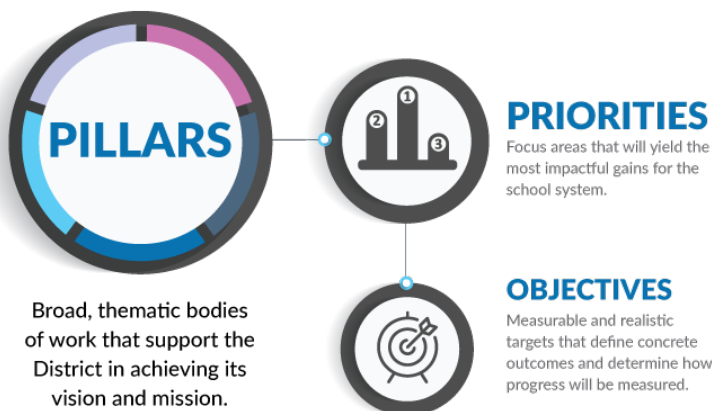 PILLARS
Broad, thematic bodies
of work that support the
District in achieving its
vision and mission.
1
2
3
PRIORITIES
Focus areas that will yield the
most impactful gains for the
school system.
OBJECTIVES
Measurable and realistic
targets that define concrete
outcomes and determine how
progress will be measured.